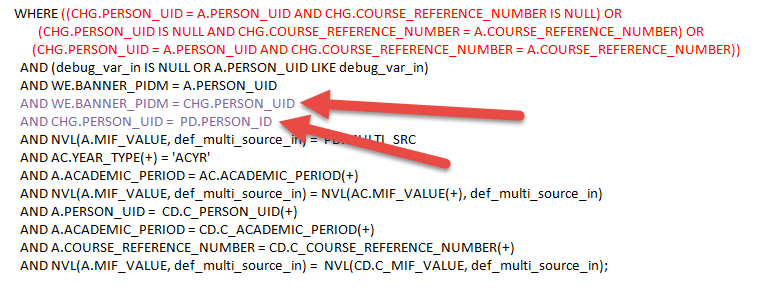 WHERE ((CHG.PERSON_UID = A.PERSON_UID AND CHG.COURSE_REFERENCE_NUMBER IS NULL) OR
(CHG.PERSON_UID IS NULL AND CHG.COURSE_REFERENCE_NUMBER = A.COURSE_REFERENCE_NUMBER) OR
(CHG.PERSON_UID = A.PERSON_UID AND CHG.COURSE_REFERENCE_NUMBER = A.COURSE_REFERENCE_NUMBER))
AND (debug_var_in IS NULL OR A.PERSON_UID LIKE debug_var_in)
AND WE.BANNER_PIDM = A.PERSON_UID
AND WE.BANNER_PIDM = CHG.PERSON_UID
AND CHG.PERSON_UID = PD.PERSON_ID
AND NVL(A.MIF_VALUE, def_multi_source_in) = _SRC
AND AC.YEAR_TYPE(+) = 'ACYR'
AND A.ACADEMIC_PERIOD = AC.ACADEMIC_PERIOD(+)
AND NVL(A.MIF_VALUE, def_multi_source_in) = NVL(AC.MIF_VALUE(+), def_multi_source_in)
AND A.PERSON_UID = CD.C_PERSON_UID(+)
AND A.ACADEMIC_PERIOD = CD.C_ACADEMIC_PERIOD(+)
AND A.COURSE_REFERENCE_NUMBER = CD.C_COURSE_REFERENCE_NUMBER(+)
AND NVL(A.MIF_VALUE, def_multi_source_in) = NVL(CD.C_MIF_VALUE, def_multi_source_in);